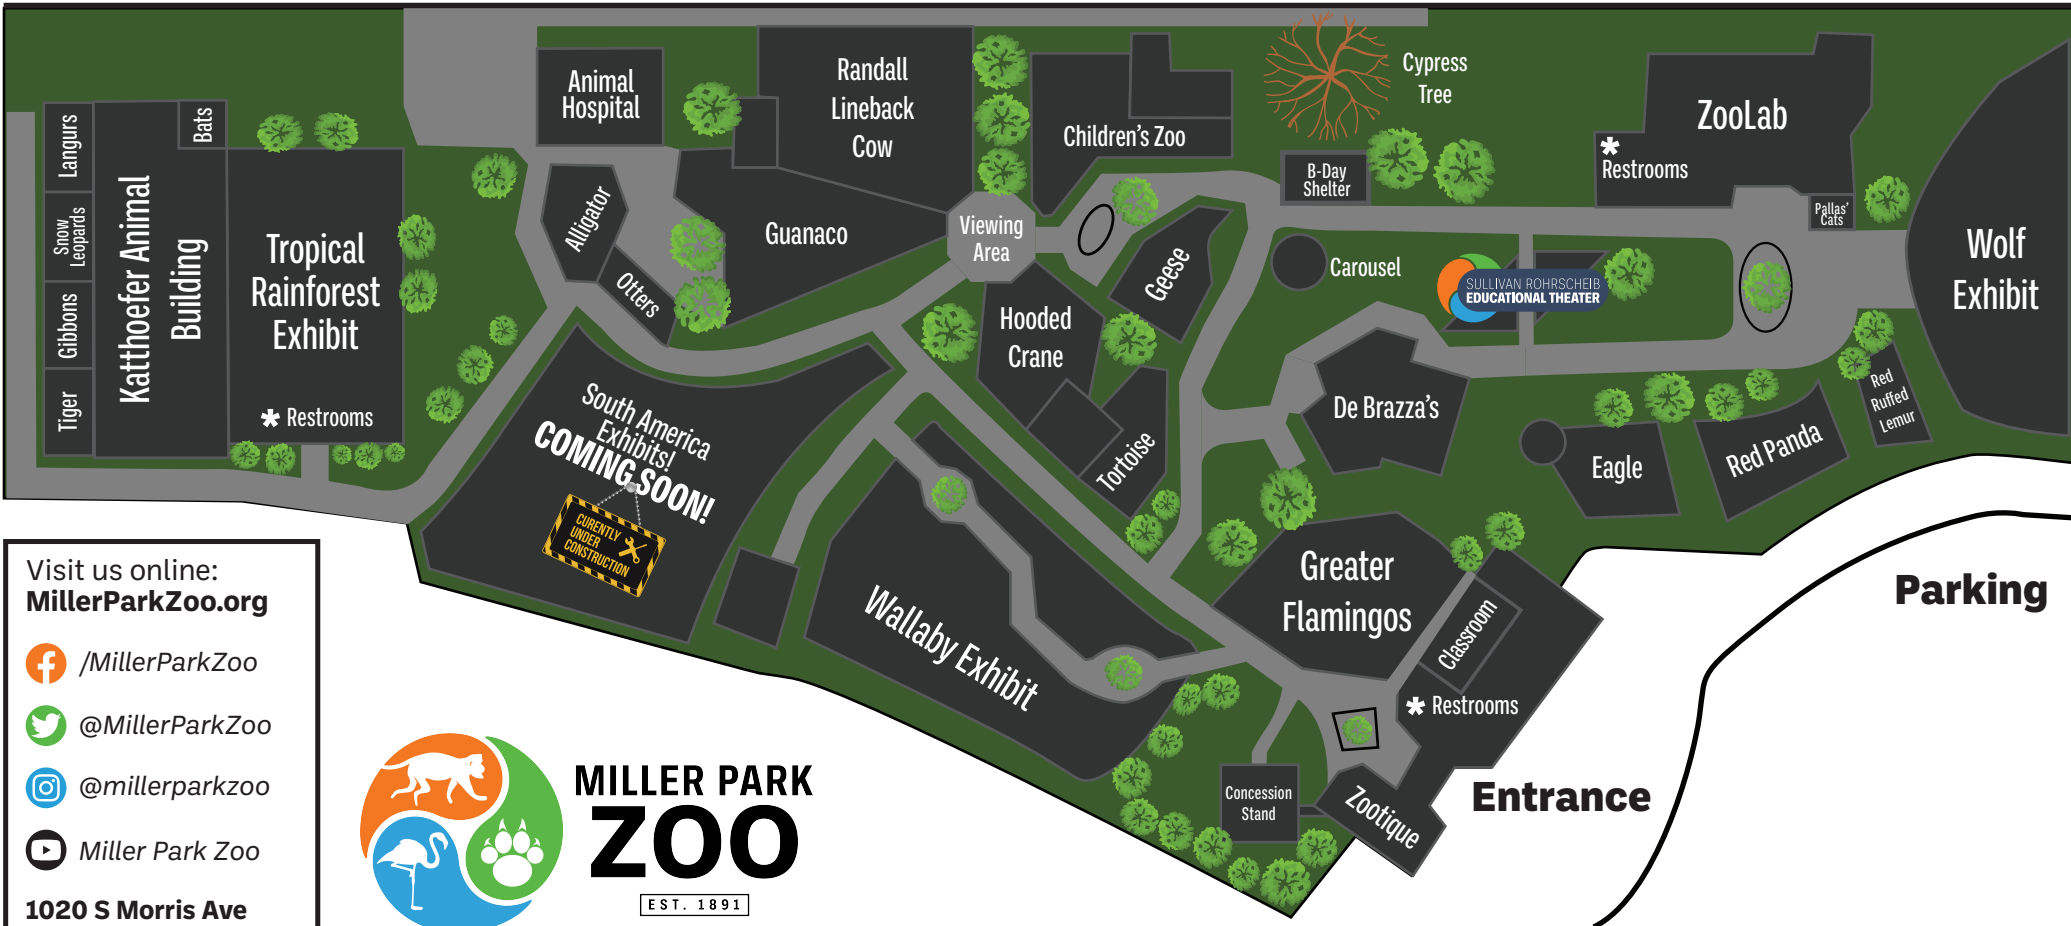 Langurs
Snow
Leopards
Gibbons
Tiger
Katthoefer Animal
Building
Bats
Tropical
Rainforest
Exhibit
* Restrooms
Animal
Hospital
Alligator
Otters
Randall
Lineback
Cow
Guanaco
Viewing
Area
Children's Zoo
Geese
Hooded
Crane
Tortoise
Cypress
Tree
B-Day
Shelter
Carousel
SULLIVAN ROHRSCHEIB
EDUCATIONAL THEATER
ZooLab
*
Restrooms
Pallas'
Cats
Wolf
Exhibit
De Brazza's
Eagle
Red Panda
Red
Ruffed
Lemur
South America
Exhibits!
COMING SOON!
CURENTLY
UNDER
CONSTRUCTION
Wallaby Exhibit
Greater
Flamingos
Classroom
* Restrooms
Concession
Stand
Zootique
Entrance
Parking
Visit us online:
MillerParkZoo.org
/MillerParkZoo
@MillerParkZoo
@millerparkzoo
Miller Park Zoo
1020 S Morris Ave
MILLER PARK
ZOO
EST. 1891